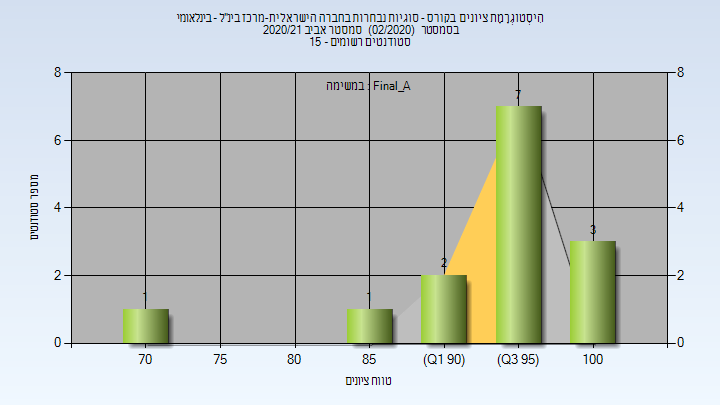 היסטוגרמת ציונים בקורס - סוגיות נבחרות בחברה הישראלית-מרכז בינ"ל - בינלאומי
בסמסטר (02/2020) סמסטר אביב 2020/21
סטודנטים רשומים - 15
במשימה : Final_A
מספר סטודנטים
8
6
4
2
0
8
6
4
2
0
1
1
2
7
3
70
75
80
85
(Q1 90)
(Q3 95)
100
טווח ציונים